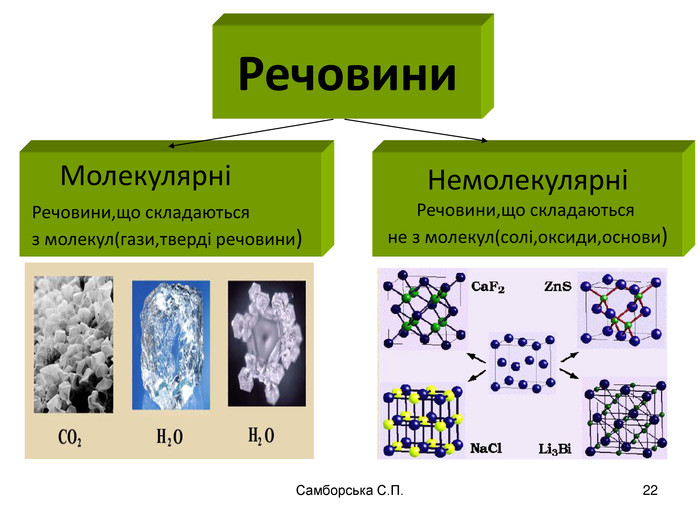 Речовини
Молекулярні
Речовини,що складаються
з молекул(гази,тверді речовини)
Немолекулярні
Речовини,що складаються
не з молекул(солі,оксиди,основи)
CO₂
H₂O
H₂O
CaF₂
ZnS
NaCl
Li₃Bi
Самборська С.П.
22